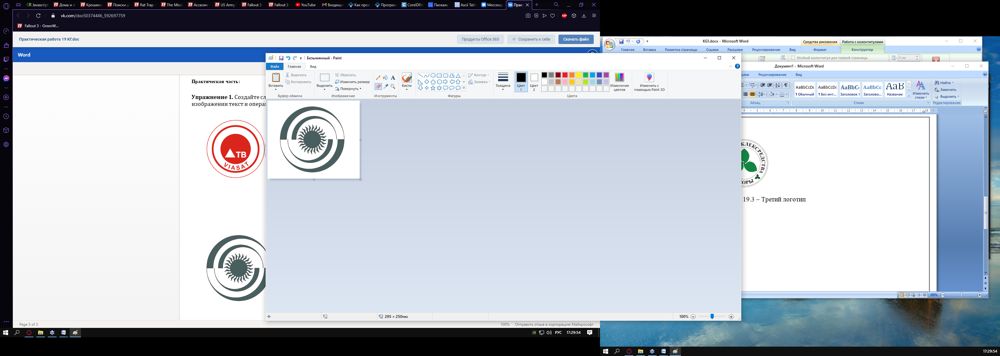 Javascript
Дома и л
Крошкин
Поиски д
Rat Trap –
The Missi
Ассасин –
US Army
Fallout 3 –
Fallout 3 –
YouTube
Входящи
Как пров
Програм
CorelDRA
Паскаль
Ascii Tabl
Мессенд
Прак
vk.com/doc50374446_592697759
ABP
Fallout 3 - GreenW...
Практическая работа 19 КГ.doc
Продукты Office 365
Сохранить к себе
Скачать файл
Word
Практическая часть:
Упражнение 1. Создайте сл
изображении текст и опера
ТВ
VIASAT
Page 3 of 3
100%
Отправить отзыв в корпорацию Майкрософт
Безымянный - Paint
Файл
Главная
Вид
Вставить
Вырезать
Копировать
Буфер обмена
Выделить
Обрезать
Изменить размер
Повернуть
Изображение
Инструменты
Кисти
Контур
Заливка
Фигуры
Толщина
Цвет
1
Цвет
2
Цвета
Изменение
цветов
Изменить с
помощью Paint 3D
295 × 250пкс
100%
РУС
17:29:54
KG1.docx - Microsoft Word
Средства рисования
Работа с колонтитулами
Главная
Вставка
Разметка страницы
Ссылки
Рассылки
Рецензирование
Вид
Формат
Конструктор
Особый колонтитул для первой страницы
0 см
Документ1 - Microsoft Word
лки
Рецензирование
Вид
AaBbCcDc
AaBbCcDc
AaBbC
AaBbCc
AaB
¶ Обычный
¶ Без инт...
Заголовок 1
Заголово...
Название
Изменить
стили
Найти
Заменить
Выделить
Абзац
Стили
Редактирование
4 5 6 7 8 9 10 11 12 13 14 15 16 17 18
КЛЕКСРЕДСТВА
ОРЫ
19.3 – Третий логотип
110%
17:29:54